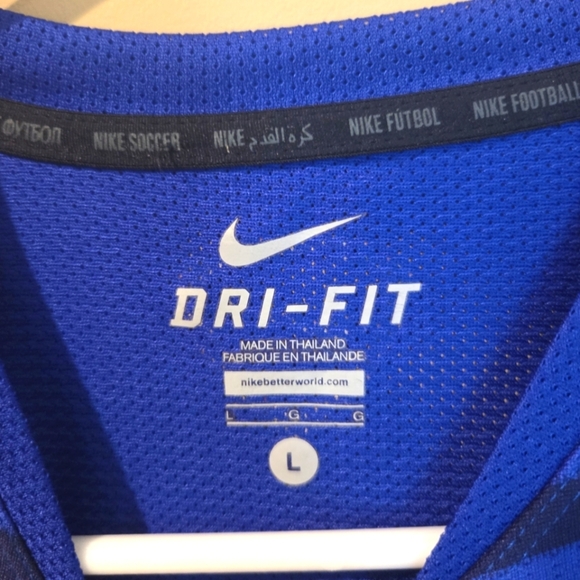 ФУТБОЛ NIKE SOCCER NIKE كرة القدم NIKE FÚTBOL NIKE FOOTBALL
DRI-FIT
MADE IN THAILAND
FABRIQUE EN THAILANDE
nikebetterworld.com
L G G
L